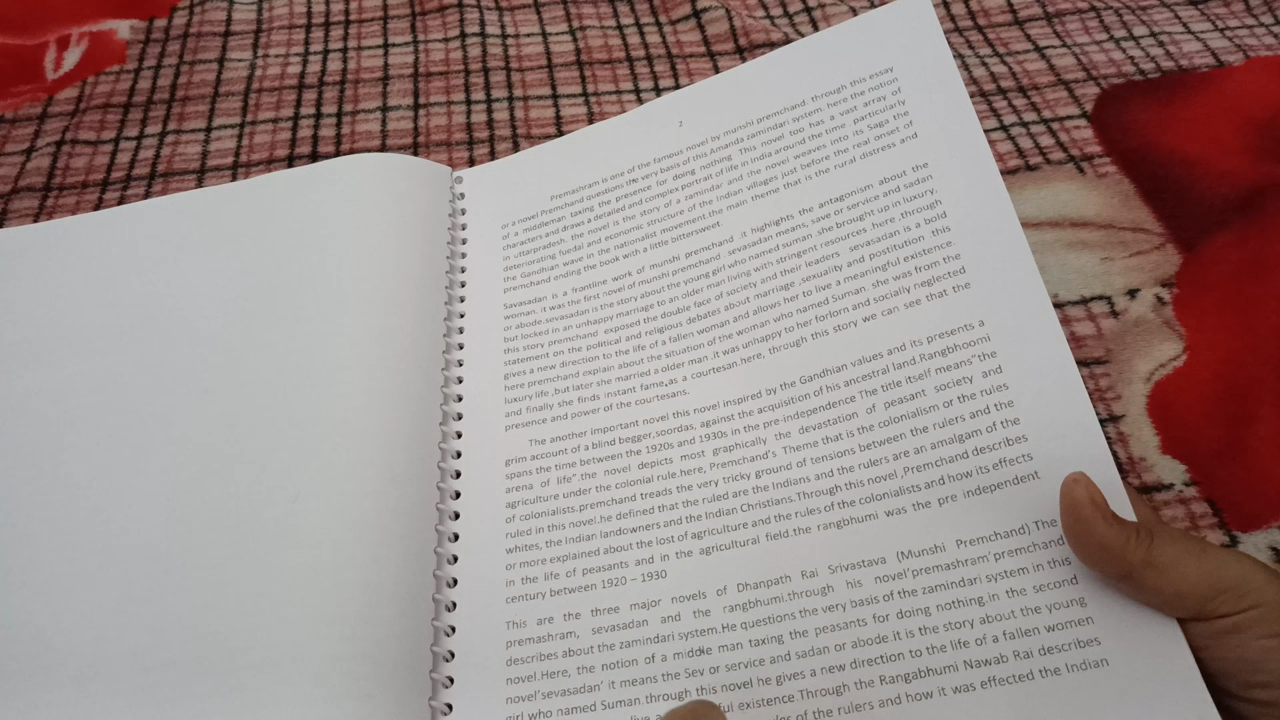 2
Premashram is one of the famous novel by munshi premchand. through this essay
or a novel Premchand questions the very basis of this Amanda zamindari system. here the notion
of a middleman taxing the presence for doing nothing. This novel too has a vast array of
characters and draws a detailed and complex portrait of life in India around the time . particularly
in uttarpradesh. the novel is the story of a zamindar and the novel weaves into its Saga the
deteriorating fuedal and economic structure of the Indian villages just before the real onset of
the Gandhian wave in the nationalist movement.the main theme that is the rural distress and
premchand ending the book with a little bittersweet.
Savasadan is a frontline work of munshi premchand .it highlights the antagonism about the
woman. it was the first novel of munshi premchand . sevasadan means, save or service and sadan
or abode.sevasadan is the story about the young girl who named suman .she brought up in luxury,
but locked in an unhappy marriage to an older man living with stringent resources .here ,through
this story premchand exposed the double face of society and their leaders sevasadan is a bold
statement on the political and religious debates about marriage ,sexuality and postitution .this
gives a new direction to the life of a fallen woman and allows her to live a meaningful existence.
here premchand explain about the situation of the woman who named Suman. she was from the
luxury life ,but later she married a older man .it was unhappy to her forlorn and socially neglected
and finally she finds instant fame,as a courtesan.here, through this story we can see that the
presence and power of the courtesans.
The another important novel this novel inspired by the Gandhian values and its presents a
grim account of a blind begger,soordas, against the acquisition of his ancestral land.Rangbhoomi
spans the time between the 1920s and 1930s in the pre-independence The title itself means"the
arena of life".the novel depicts most graphically the devastation of peasant society and
agriculture under the colonial rule.here, Premchand's Theme that is the colonialism or the rules
of colonialists.premchand treads the very tricky ground of tensions between the rulers and the
ruled in this novel.he defined that the ruled are the Indians and the rulers are an amalgam of the
whites, the Indian landowners and the Indian Christians.Through this novel ,Premchand describes
or more explained about the lost of agriculture and the rules of the colonialists and how its effects
in the life of peasants and in the agricultural field.the rangbhumi was the pre independent
century between 1920 – 1930
This are the three major novels of Dhanpath Rai Srivastava (Munshi Premchand).The
premashram, sevasadan and the rangbhumi.through his novel'premashram' premchand
describes about the zamindari system.He questions the very basis of the zamindari system in this
novel.Here, the notion of a middle man taxing the peasants for doing nothing.in the second
novel'sevasadan' it means the Sev or service and sadan or abode.it is the story about the young
girl who named Suman.through this novel he gives a new direction to the life of a fallen women
existence.Through the Rangabhumi Nawab Rai describes
of the rulers and how it was effected the Indian